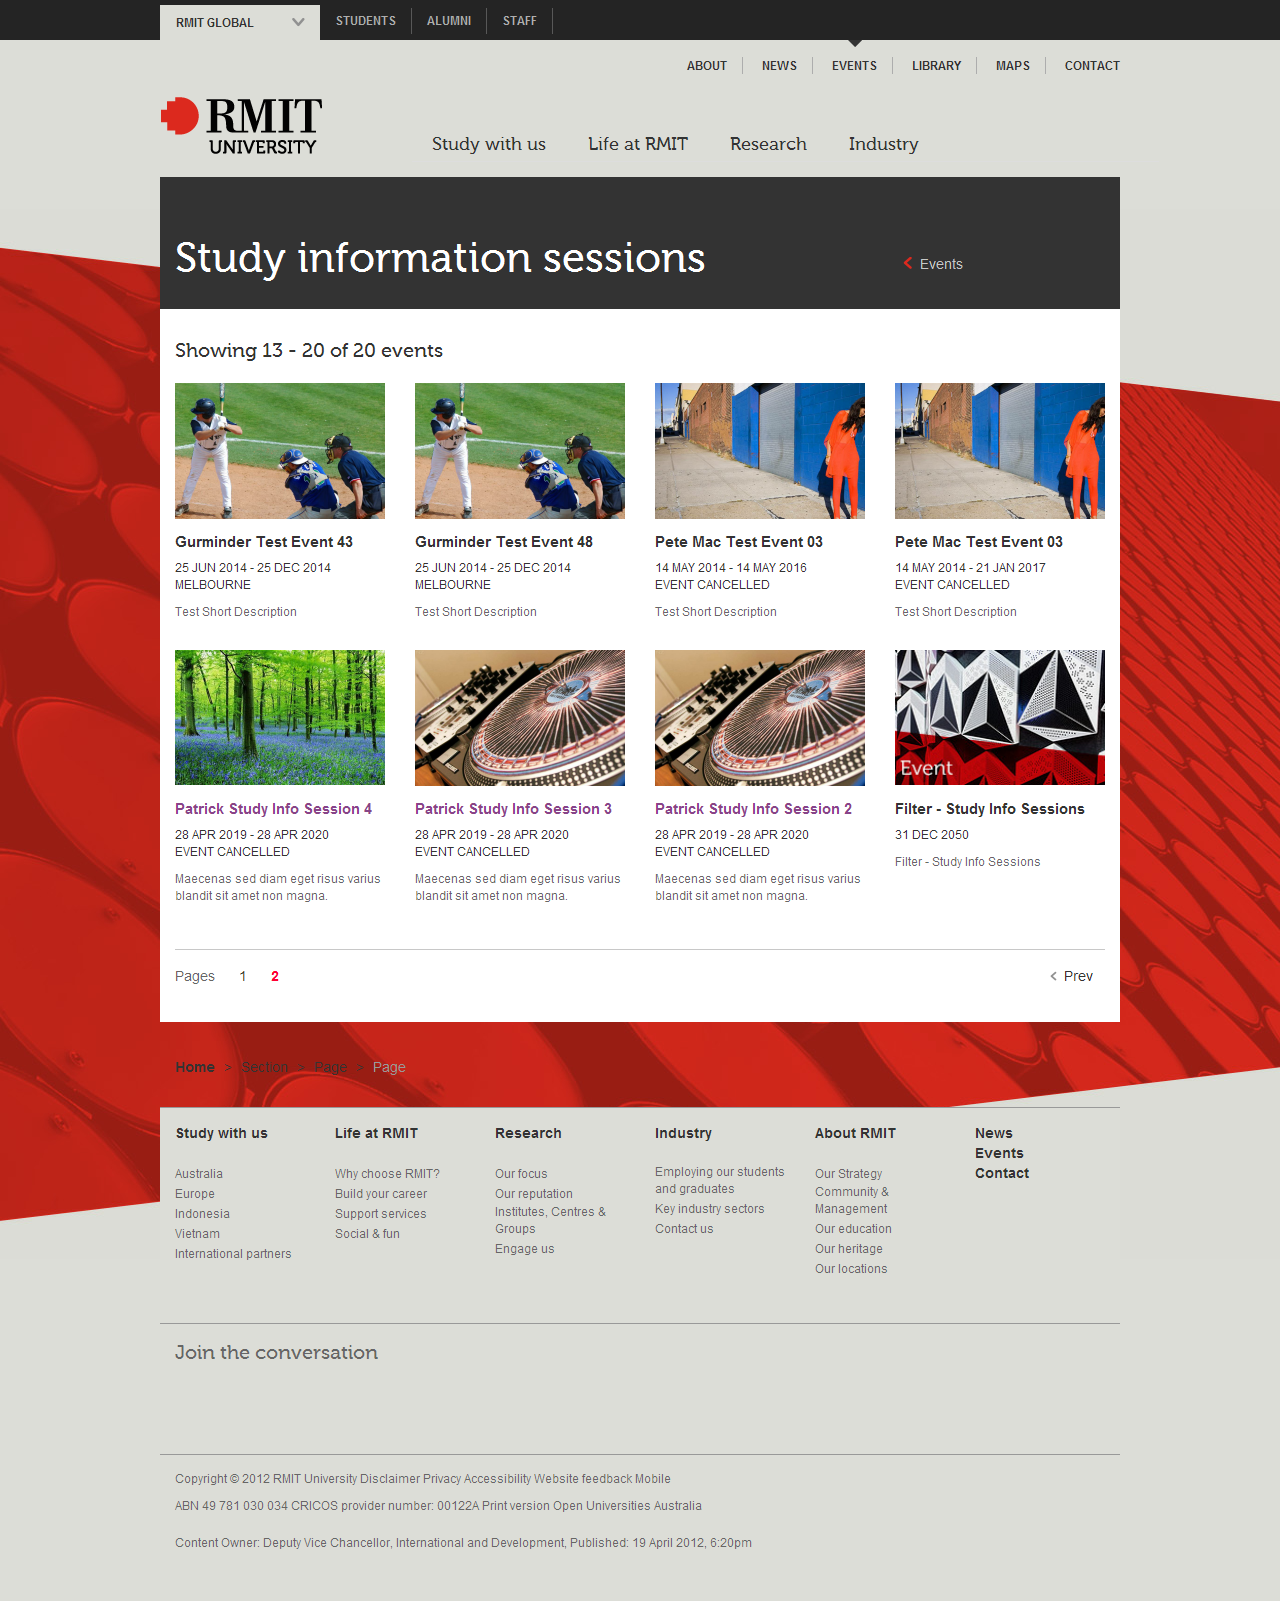 RMIT GLOBAL
STUDENTS
ALUMNI
STAFF
ABOUT
NEWS
EVENTS
LIBRARY
MAPS
CONTACT
RMIT
UNIVERSITY
Study with us
Life at RMIT
Research
Industry
Study information sessions
Events
Showing 13 - 20 of 20 events
Gurminder Test Event 43
25 JUN 2014 - 25 DEC 2014
MELBOURNE
Test Short Description
Gurminder Test Event 48
25 JUN 2014 - 25 DEC 2014
MELBOURNE
Test Short Description
Pete Mac Test Event 03
14 MAY 2014 - 14 MAY 2016
EVENT CANCELLED
Test Short Description
Pete Mac Test Event 03
14 MAY 2014 - 21 JAN 2017
EVENT CANCELLED
Test Short Description
Patrick Study Info Session 4
28 APR 2019 - 28 APR 2020
EVENT CANCELLED
Maecenas sed diam eget risus varius
blandit sit amet non magna.
Patrick Study Info Session 3
28 APR 2019 - 28 APR 2020
EVENT CANCELLED
Maecenas sed diam eget risus varius
blandit sit amet non magna.
Patrick Study Info Session 2
28 APR 2019 - 28 APR 2020
EVENT CANCELLED
Maecenas sed diam eget risus varius
blandit sit amet non magna.
Event
Filter - Study Info Sessions
31 DEC 2050
Filter - Study Info Sessions
Pages 1 2
Prev
Home > Section > Page > Page
Study with us
Australia
Europe
Indonesia
Vietnam
International partners
Life at RMIT
Why choose RMIT?
Build your career
Support services
Social & fun
Research
Our focus
Our reputation
Institutes, Centres &
Groups
Engage us
Industry
Employing our students
and graduates
Key industry sectors
Contact us
About RMIT
Our Strategy
Community &
Management
Our education
Our heritage
Our locations
News
Events
Contact
Join the conversation
Copyright © 2012 RMIT University Disclaimer Privacy Accessibility Website feedback Mobile
ABN 49 781 030 034 CRICOS provider number: 00122A Print version Open Universities Australia
Content Owner: Deputy Vice Chancellor, International and Development, Published: 19 April 2012, 6:20pm